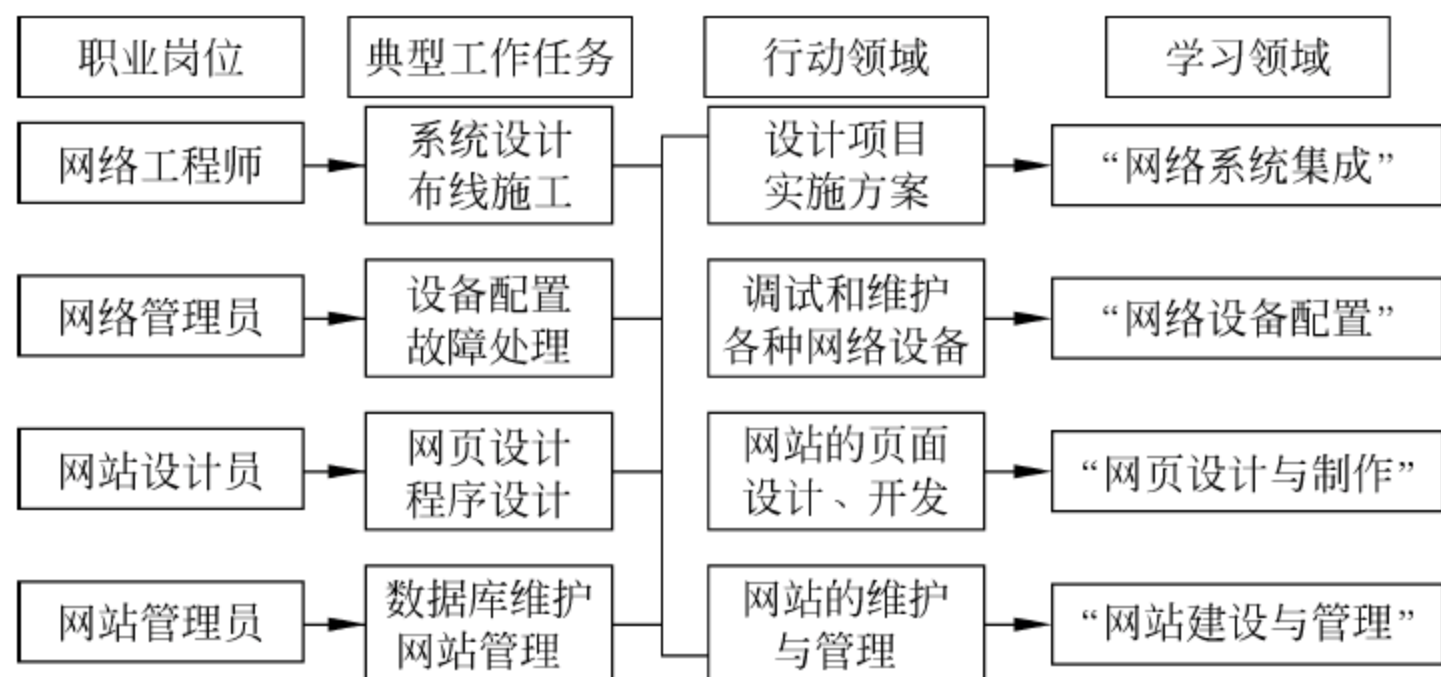 职业岗位
典型工作任务
行动领域
学习领域
网络工程师
系统设计
布线施工
设计项目
实施方案
“网络系统集成”
网络管理员
设备配置
故障处理
调试和维护
各种网络设备
“网络设备配置”
网站设计员
网页设计
程序设计
网站的页面
设计、开发
“网页设计与制作”
网站管理员
数据库维护
网站管理
网站的维护
与管理
“网站建设与管理”